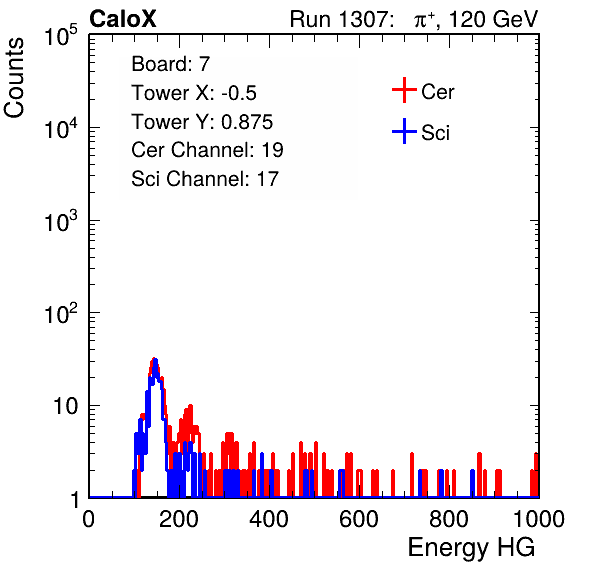 CaloX Run 1307: π⁺, 120 GeV
Counts
10⁵
10⁴
10³
10²
10
1
Board: 7
Tower X: -0.5
Tower Y: 0.875
Cer Channel: 19
Sci Channel: 17
Cer
Sci
0 200 400 600 800 1000
Energy HG